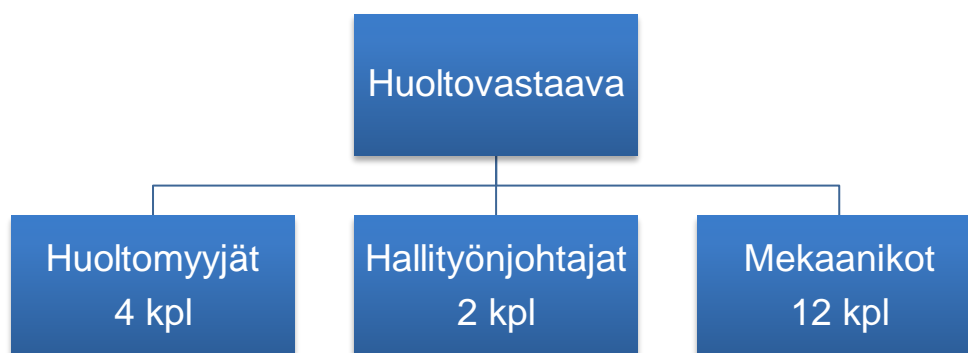 Huoltovastaava
Huoltomyyjät
4 kpl
Hallityönjohtajat
2 kpl
Mekaanikot
12 kpl